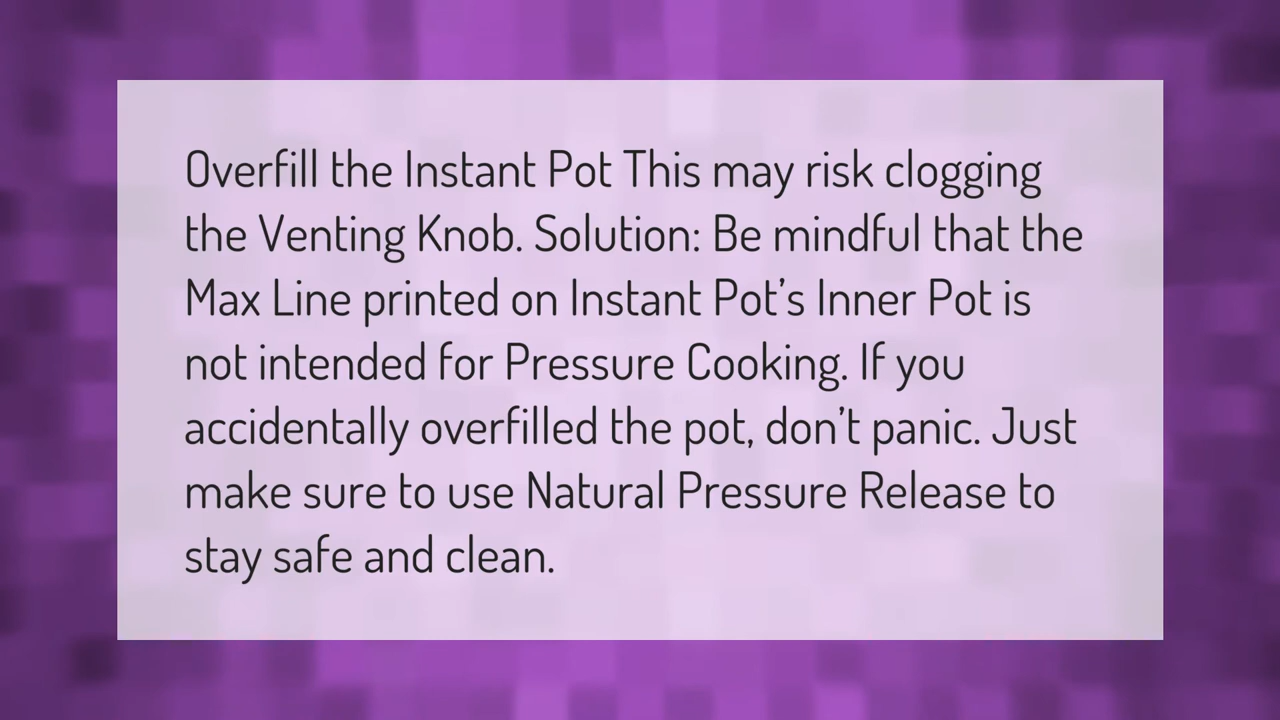 Overfill the Instant Pot This may risk clogging
the Venting Knob. Solution: Be mindful that the
Max Line printed on Instant Pot’s Inner Pot is
not intended for Pressure Cooking. If you
accidentally overfilled the pot, don’t panic. Just
make sure to use Natural Pressure Release to
stay safe and clean.